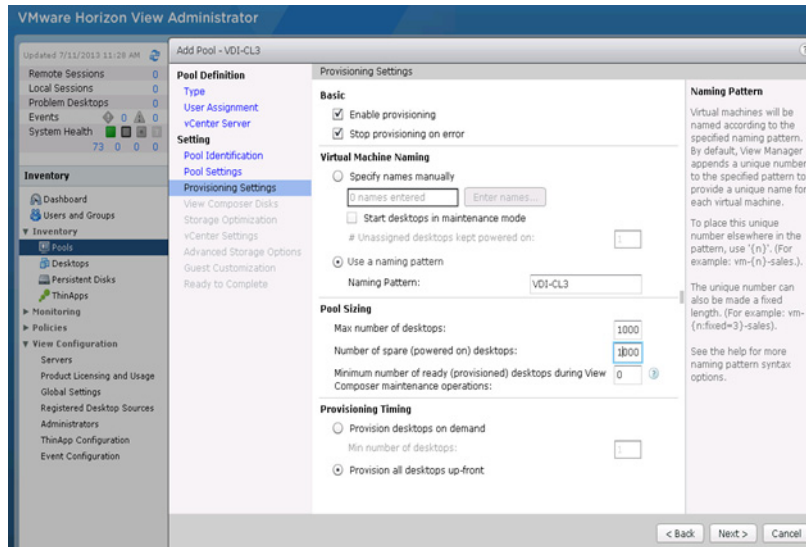 VMware Horizon View Administrator
Updated 7/11/2013 11:28 AM
Remote Sessions 0
Local Sessions 0
Problem Desktops 0
Events 0 0
System Health
73 0 0 0
Inventory
Dashboard
Users and Groups
Inventory
Pools
Desktops
Persistent Disks
ThinApps
Monitoring
Policies
View Configuration
Servers
Product Licensing and Usage
Global Settings
Registered Desktop Sources
Administrators
ThinApp Configuration
Event Configuration
Add Pool - VDI-CL3
Pool Definition
Type
User Assignment
vCenter Server
Setting
Pool Identification
Pool Settings
Provisioning Settings
View Composer Disks
Storage Optimization
vCenter Settings
Advanced Storage Options
Guest Customization
Ready to Complete
Provisioning Settings
Basic
Enable provisioning
Stop provisioning on error
Virtual Machine Naming
Specify names manually
0 names entered Enter names...
Start desktops in maintenance mode
# Unassigned desktops kept powered on: 1
Use a naming pattern
Naming Pattern: VDI-CL3
Pool Sizing
Max number of desktops: 1000
Number of spare (powered on) desktops: 1000
Minimum number of ready (provisioned) desktops during View 0
Composer maintenance operations:
Provisioning Timing
Provision desktops on demand
Min number of desktops: 1
Provision all desktops up-front
Naming Pattern
Virtual machines will be
named according to the
specified naming pattern.
By default, View Manager
appends a unique number
to the specified pattern to
provide a unique name for
each virtual machine.
To place this unique
number elsewhere in the
pattern, use '{n}'. (For
example: vm-{n}-sales.).
The unique number can
also be made a fixed
length. (For example: vm-
{n:fixed=3}-sales).
See the help for more
naming pattern syntax
options.
< Back Next > Cancel